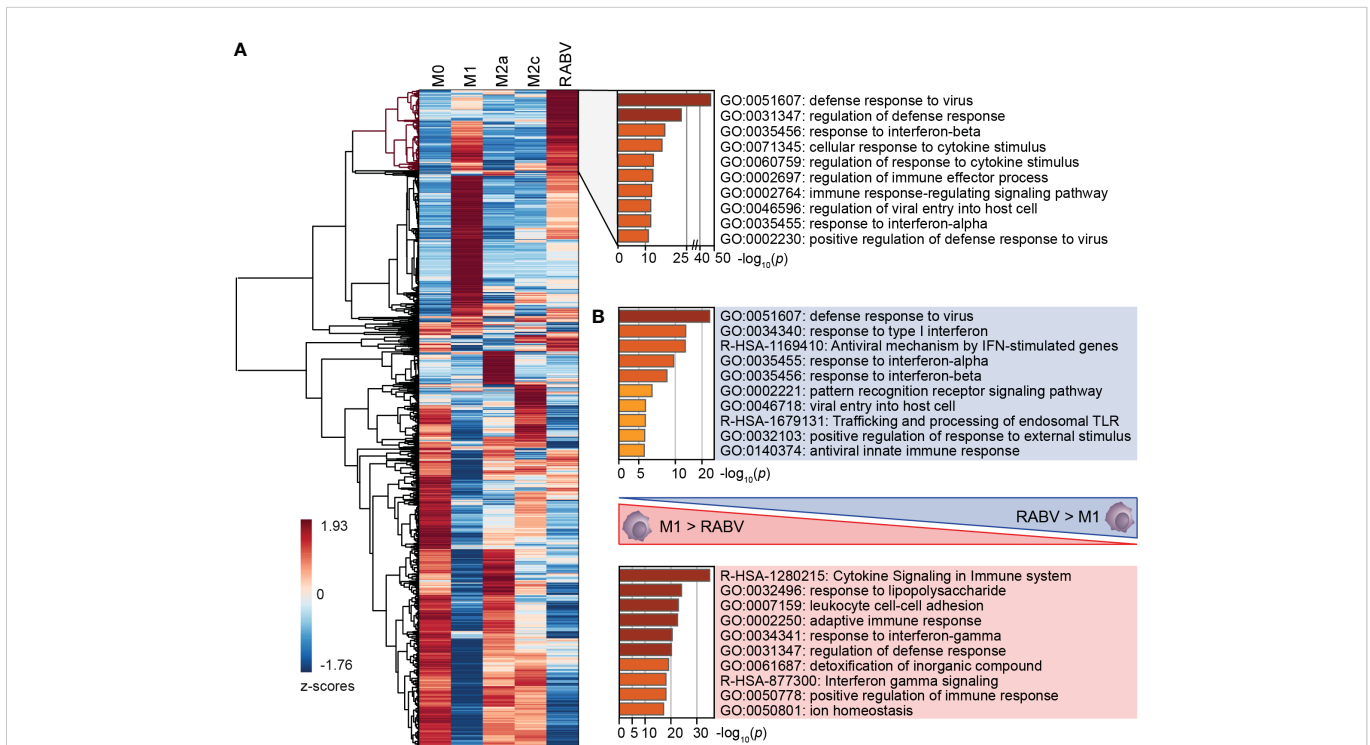 A
M0 M1 M2a M2c RABV
GO:0051607: defense response to virus
GO:0031347: regulation of defense response
GO:0035456: response to interferon-beta
GO:0071345: cellular response to cytokine stimulus
GO:0060759: regulation of response to cytokine stimulus
GO:0002697: regulation of immune effector process
GO:0002764: immune response-regulating signaling pathway
GO:0046596: regulation of viral entry into host cell
GO:0035455: response to interferon-alpha
GO:0002230: positive regulation of defense response to virus
0 10 25 // 40 50 -log10(p)
B
GO:0051607: defense response to virus
GO:0034340: response to type I interferon
R-HSA-1169410: Antiviral mechanism by IFN-stimulated genes
GO:0035455: response to interferon-alpha
GO:0035456: response to interferon-beta
GO:0002221: pattern recognition receptor signaling pathway
GO:0046718: viral entry into host cell
R-HSA-1679131: Trafficking and processing of endosomal TLR
GO:0032103: positive regulation of response to external stimulus
GO:0140374: antiviral innate immune response
0 5 10 20 -log10(p)
RABV > M1
M1 > RABV
1.93
0
-1.76
z-scores
R-HSA-1280215: Cytokine Signaling in Immune system
GO:0032496: response to lipopolysaccharide
GO:0007159: leukocyte cell-cell adhesion
GO:0002250: adaptive immune response
GO:0034341: response to interferon-gamma
GO:0031347: regulation of defense response
GO:0061687: detoxification of inorganic compound
R-HSA-877300: Interferon gamma signaling
GO:0050778: positive regulation of immune response
GO:0050801: ion homeostasis
0 5 10 20 30 -log10(p)